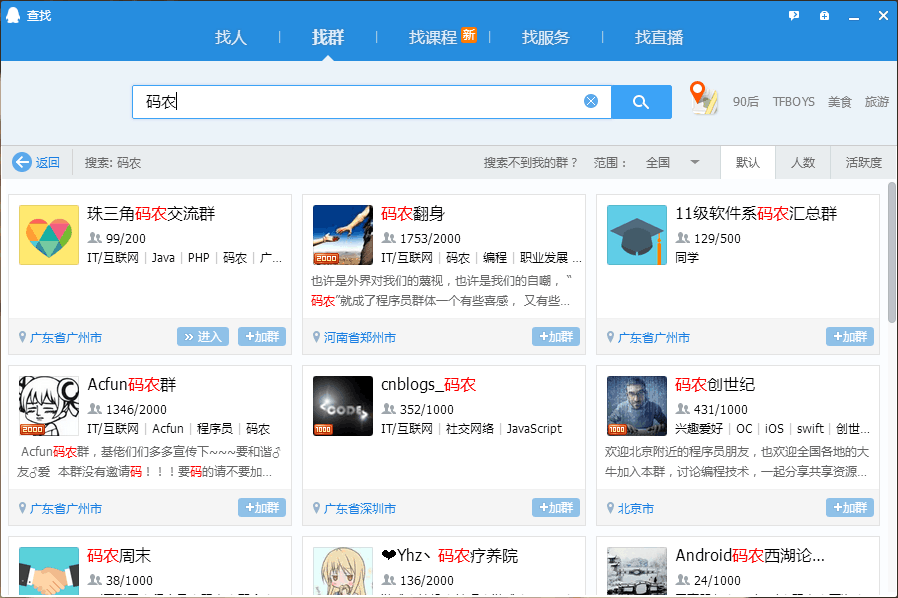 查找
找人 找群 找课程 新 找服务 找直播
码农
90后 TFBOYS 美食 旅游
返回 搜索: 码农 搜索不到我的群？ 范围： 全国 默认 人数 活跃度
珠三角码农交流群
99/200
IT/互联网 | Java | PHP | 码农 | 广...
广东省广州市 进入 +加群
码农翻身
1753/2000
2000
IT/互联网 | 码农 | 编程 | 职业发展 ...
也许是外界对我们的蔑视，也许是我们的自嘲，“
码农”就成了程序员群体一个有些喜感， 又有些...
河南省郑州市 +加群
11级软件系码农汇总群
129/500
同学
广东省广州市 +加群
Acfun码农群
1346/2000
2000
IT/互联网 | Acfun | 程序员 | 码农
Acfun码农群，基佬们们多多宣传下~~~要和谐♂
友♂爱 本群没有邀请码！！！要码的请不要加...
广东省广州市 +加群
cnblogs_码农
CODE
352/1000
1000
IT/互联网 | 社交网络 | JavaScript
广东省深圳市 +加群
码农创世纪
431/1000
1000
兴趣爱好 | OC | iOS | swift | 创世...
欢迎北京附近的程序员朋友，也欢迎全国各地的大
牛加入本群，讨论编程技术，一起分享共享资源...
北京市 +加群
码农周末
38/1000
❤Yhz丶码农疗养院
136/2000
Android码农西湖论...
24/1000